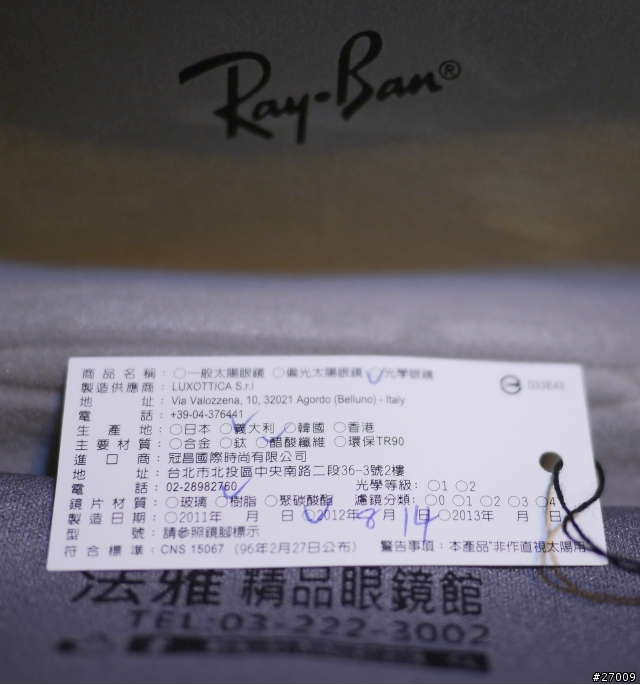 Ray-Ban®
商品名稱：○一般太陽眼鏡 ○偏光太陽眼鏡 ○光學眼鏡
製造供應商：LUXOTTICA S.r.l
D33E43
地址：Via Valozzena, 10, 32021 Agordo (Belluno) - Italy
電話：+39-04-376441
生產地：○日本 ○義大利 ○韓國 ○香港
主要材質：○合金 ○鈦 ○醋酸纖維 ○環保TR90
進口商：冠昌國際時尚有限公司
地址：台北市北投區中央南路二段36-3號2樓
電話：02-28982760 光學等級：○1 ○2
鏡片材質：○玻璃 ○樹脂 ○聚碳酸酯 濾鏡分類：○0 ○1 ○2 ○3 ○4
製造日期：○2011年 月 日 ○2012年 8月 14日 ○2013年 月 日
型號：請參照鏡腳標示
符合標準：CNS 15067 (96年2月27日公布) 警告事項：本產品"非作直視太陽用
法雅 精品眼鏡館
TEL:03-222-3002
#27009